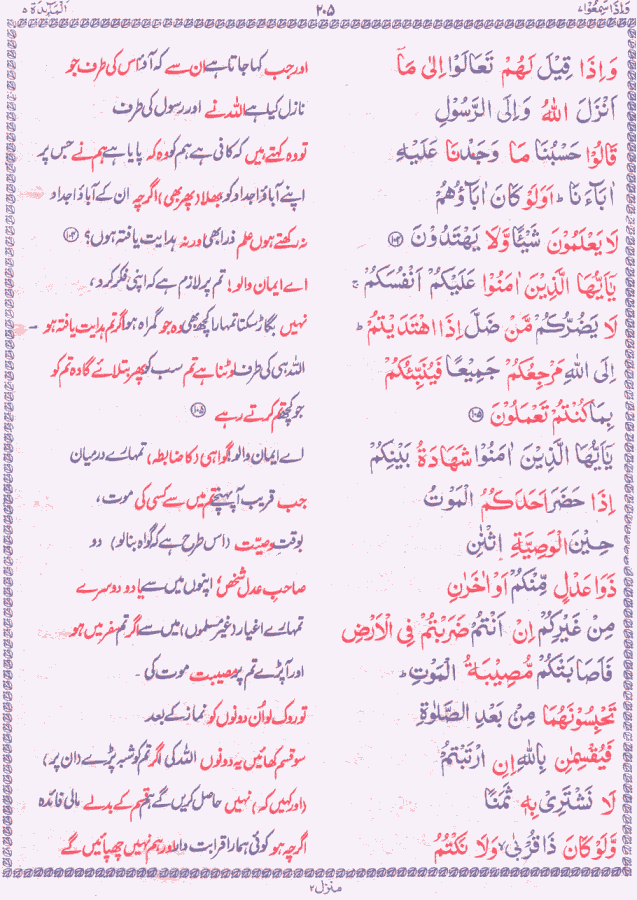 وَاِذَا سَمِعُوْا ٧ ٢٠٥ اَلْمَآئِدَة ٥
وَاِذَا قِيْلَ لَهُمْ تَعَالَوْا اِلٰى مَآ اور جب کہا جاتا ہے ان سے کہ آؤ اس کی طرف جو
اَنْزَلَ اللّٰهُ وَاِلَى الرَّسُوْلِ نازل کیا ہے اللہ نے اور رسول کی طرف
قَالُوْا حَسْبُنَا مَا وَجَدْنَا عَلَيْهِ تو وہ کہتے ہیں کہ کافی ہے ہم کو وہ کہ پایا ہے ہم نے جس پر
اٰبَآءَنَا ؕ اَوَلَوْ كَانَ اٰبَآؤُهُمْ اپنے آباؤ اجداد کو بھلا (پھر بھی) اگرچہ ان کے آباؤ اجداد
لَا يَعْلَمُوْنَ شَيْئًا وَّلَا يَهْتَدُوْنَ ﴿١٠٤﴾ نہ رکھتے ہوں علم ذرا بھی اور نہ ہدایت یافتہ ہوں؟ ﴿١٠٤﴾
يٰٓاَيُّهَا الَّذِيْنَ اٰمَنُوْا عَلَيْكُمْ اَنْفُسَكُمْ ۚ اے ایمان والو! تم پر لازم ہے کہ اپنی فکر کرو،
لَا يَضُرُّكُمْ مَّنْ ضَلَّ اِذَا اهْتَدَيْتُمْ ؕ نہیں بگاڑ سکتا تمہارا کچھ بھی وہ جو گمراہ ہو اگر تم ہدایت یافتہ ہو۔
اِلَى اللّٰهِ مَرْجِعُكُمْ جَمِيْعًا فَيُنَبِّئُكُمْ اللہ ہی کی طرف لوٹنا ہے تم سب کو پھر بتلائے گا وہ تم کو
بِمَا كُنْتُمْ تَعْمَلُوْنَ ﴿١٠٥﴾ جو کچھ تم کرتے رہے ﴿١٠٥﴾
يٰٓاَيُّهَا الَّذِيْنَ اٰمَنُوْا شَهَادَةُ بَيْنِكُمْ اے ایمان والو! گواہی (کا ضابطہ) تمہارے درمیان
اِذَا حَضَرَ اَحَدَكُمُ الْمَوْتُ جب قریب آ پہنچے تم میں سے کسی کی موت،
حِيْنَ الْوَصِيَّةِ اثْنٰنِ بوقت وصیّت (اس طرح ہے کہ گواہ بنالو) دو
ذَوَا عَدْلٍ مِّنْكُمْ اَوْ اٰخَرٰنِ صاحبِ عدل شخص اپنوں میں سے یا دو دوسرے
مِنْ غَيْرِكُمْ اِنْ اَنْتُمْ ضَرَبْتُمْ فِى الْاَرْضِ تمہارے اغیار (غیر مسلموں) میں سے اگر تم سفر میں ہو
فَاَصَابَتْكُمْ مُّصِيْبَةُ الْمَوْتِ ؕ اور آ پڑے تم پر مصیبت موت کی۔
تَحْبِسُوْنَهُمَا مِنْۢ بَعْدِ الصَّلٰوةِ تو روک لو اُن دونوں کو نماز کے بعد
فَيُقْسِمٰنِ بِاللّٰهِ اِنِ ارْتَبْتُمْ سو قسم کھائیں یہ دونوں اللہ کی اگر تم کو شبہ پڑے (ان پر)
لَا نَشْتَرِىْ بِهٖ ثَمَنًا (اور کہیں کہ) نہیں حاصل کریں گے ہم قسم کے بدلے مالی فائدہ
وَّلَوْ كَانَ ذَا قُرْبٰى ۙ وَلَا نَكْتُمُ اگرچہ ہو کوئی ہمارا قرابت دار اور ہم نہیں چھپائیں گے
منزل ٢